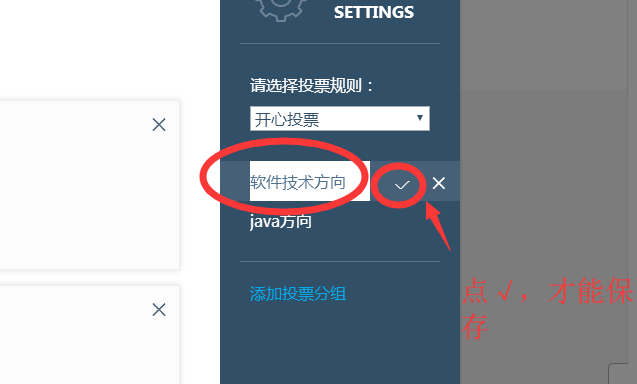 SETTINGS
请选择投票规则：
开心投票
软件技术方向
java方向
添加投票分组
点 √ ，才能保
存